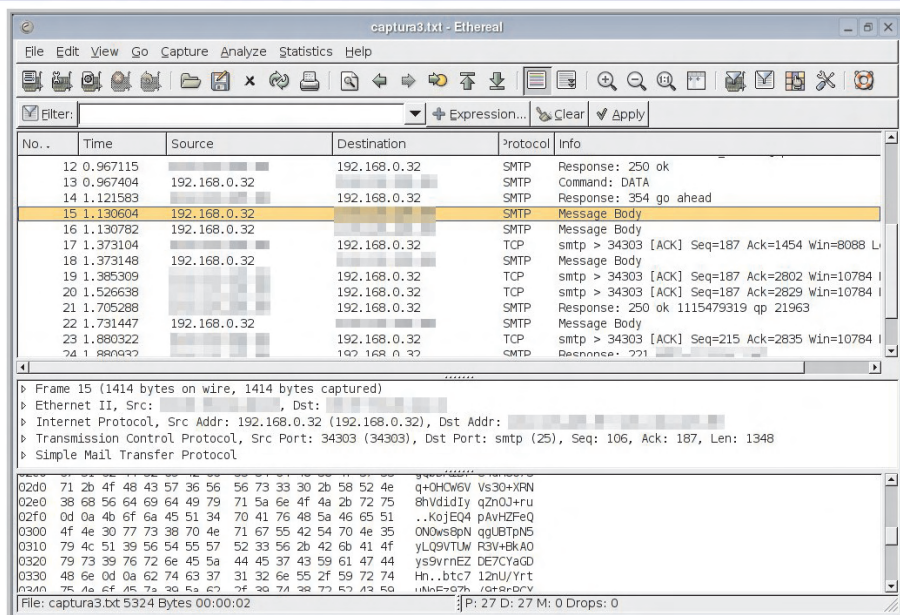 captura3.txt - Ethereal
File Edit View Go Capture Analyze Statistics Help
Filter: Expression... Clear Apply
No. . Time Source Destination Protocol Info
12 0.967115 192.168.0.32 SMTP Response: 250 ok
13 0.967404 192.168.0.32 SMTP Command: DATA
14 1.121583 192.168.0.32 SMTP Response: 354 go ahead
15 1.130604 192.168.0.32 SMTP Message Body
16 1.130782 192.168.0.32 SMTP Message Body
17 1.373104 192.168.0.32 TCP smtp > 34303 [ACK] Seq=187 Ack=1454 Win=8088
18 1.373148 192.168.0.32 SMTP Message Body
19 1.385309 192.168.0.32 TCP smtp > 34303 [ACK] Seq=187 Ack=2802 Win=10784
20 1.526638 192.168.0.32 TCP smtp > 34303 [ACK] Seq=187 Ack=2829 Win=10784
21 1.705288 192.168.0.32 SMTP Response: 250 ok 1115479319 qp 21963
22 1.731447 192.168.0.32 SMTP Message Body
23 1.880322 192.168.0.32 TCP smtp > 34303 [ACK] Seq=215 Ack=2835 Win=10784
24 1.880932 192.168.0.32 SMTP Response: 221
Frame 15 (1414 bytes on wire, 1414 bytes captured)
Ethernet II, Src: , Dst:
Internet Protocol, Src Addr: 192.168.0.32 (192.168.0.32), Dst Addr:
Transmission Control Protocol, Src Port: 34303 (34303), Dst Port: smtp (25), Seq: 106, Ack: 187, Len: 1348
Simple Mail Transfer Protocol
02d0 71 2b 4f 48 43 57 36 56 56 73 33 30 2b 58 52 4e q+OHCW6V Vs30+XRN
02e0 38 68 56 64 69 64 49 79 71 5a 6e 4f 4a 2b 72 75 8hVdidIy qZnOJ+ru
02f0 0d 0a 4b 6f 6a 45 51 34 70 41 76 48 5a 46 65 51 ..KojEQ4 pAvHZFeQ
0300 4f 4e 30 77 73 38 70 4e 71 67 55 42 54 70 4e 35 ON0ws8pN qgUBTpN5
0310 79 4c 51 39 56 54 55 57 52 33 56 2b 42 6b 41 4f yLQ9VTUW R3V+BkAO
0320 79 73 39 76 72 6e 45 5a 44 45 37 43 59 61 47 44 ys9vrnEZ DE7CYaGD
0330 48 6e 0d 0a 62 74 63 37 31 32 6e 55 2f 59 72 74 Hn..btc7 12nU/Yrt
File: captura3.txt 5324 Bytes 00:00:02 P: 27 D: 27 M: 0 Drops: 0